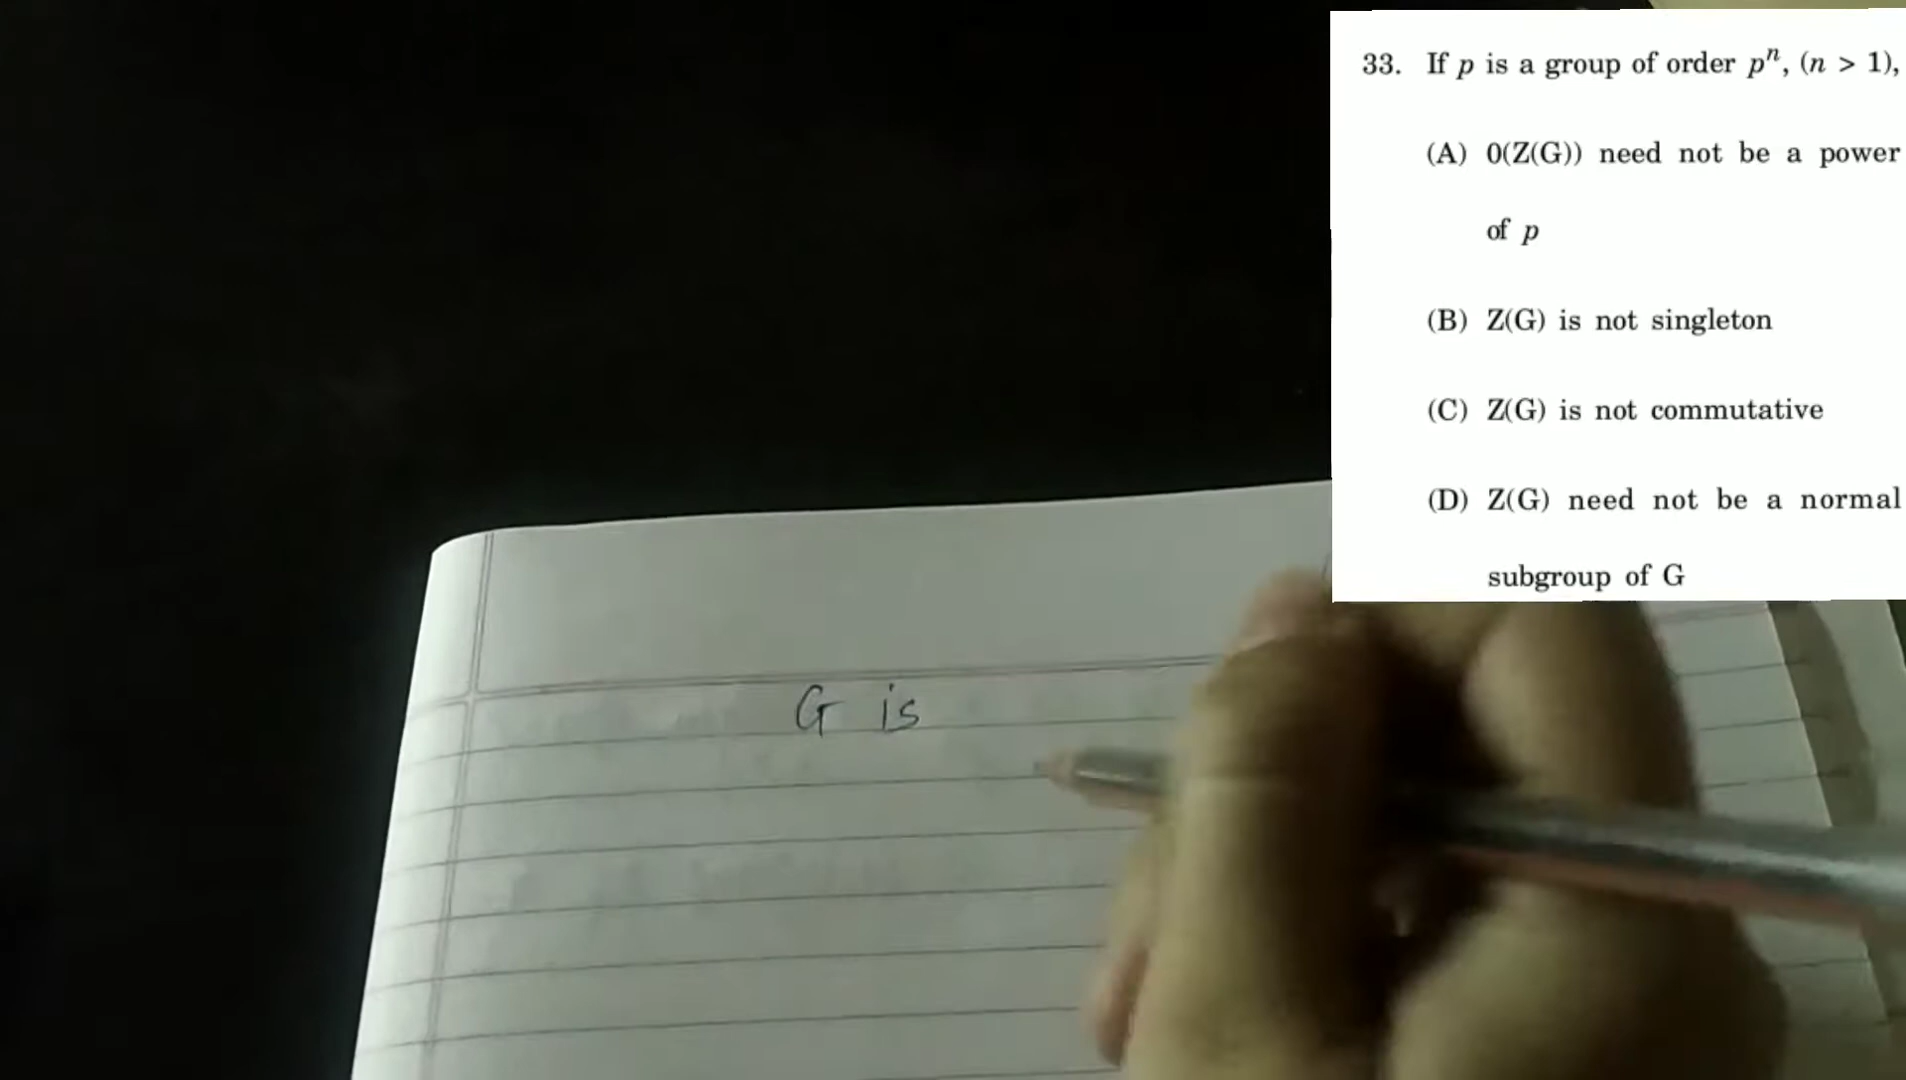 33. If p is a group of order pⁿ, (n > 1),
(A) 0(Z(G)) need not be a power
of p
(B) Z(G) is not singleton
(C) Z(G) is not commutative
(D) Z(G) need not be a normal
subgroup of G
G is